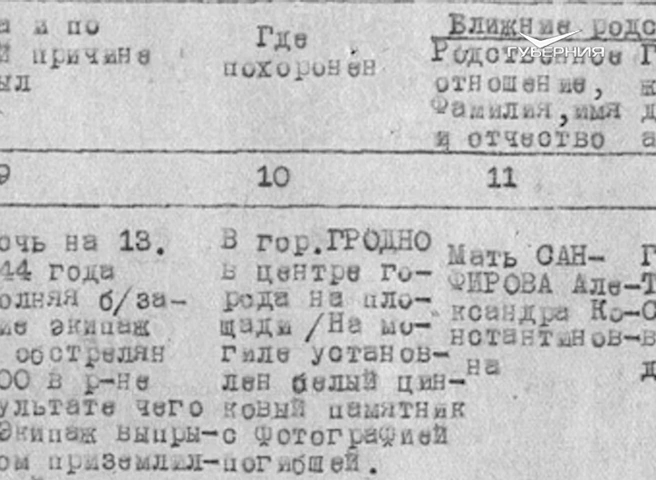 а и по
й причине
ыл
Где
похоронен
Ближние родс
Родственное Г
отношение, ж
Фамилия, имя д
и отчество а
ГУБЕРНИЯ
9
10
11
очь на 13.
44 года
олняя б/за-
ие экипаж
обстрелян
00 в р-не
ультате чего
Экипаж выпры-
ом приземлил-
В гор.ГРОДНО
в центре го-
рода на пло-
щади /На мо-
гиле установ-
лен белый цин-
ковый памятник
с фотографией
погибшей.
Мать САН-
ФИРОВА Але-
ксандра Ко-
нстантинов-
на
Г
Т
С
в
д